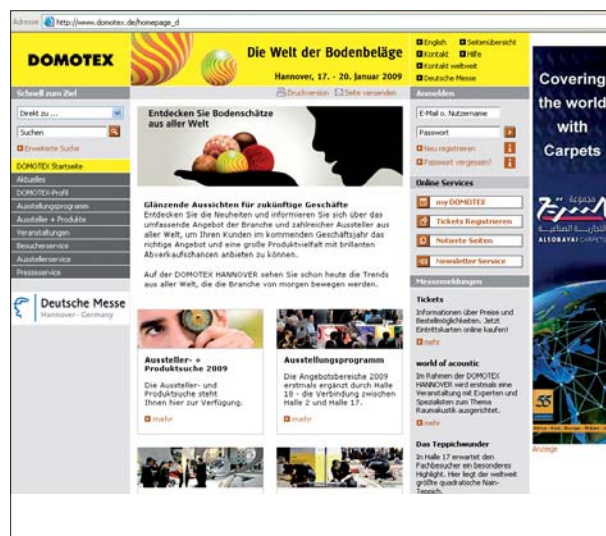 Adresse http://www.domotex.de/homepage_d
DOMOTEX
Die Welt der Bodenbeläge
Hannover, 17. - 20. Januar 2009
English Seitenübersicht
Kontakt Hilfe
Kontakt weltweit
Deutsche Messe
Schnell zum Ziel
Direkt zu ...
Suchen
Erweiterte Suche
DOMOTEX Startseite
Aktuelles
DOMOTEX-Profil
Ausstellungsprogramm
Aussteller + Produkte
Veranstaltungen
Besucherservice
Ausstellerservice
Presseservice
Deutsche Messe
Hannover - Germany
Druckversion Seite versenden
Entdecken Sie Bodenschätze
aus aller Welt
Glänzende Aussichten für zukünftige Geschäfte
Entdecken Sie die Neuheiten und informieren Sie sich über das
umfassende Angebot der Branche und zahlreicher Aussteller aus
aller Welt, um Ihren Kunden im kommenden Geschäftsjahr das
richtige Angebot und eine große Produktvielfalt mit brillanten
Abverkaufschancen anbieten zu können.
Auf der DOMOTEX HANNOVER sehen Sie schon heute die Trends
aus aller Welt, die die Branche von morgen bewegen werden.
Aussteller- +
Produktsuche 2009
Die Aussteller- und
Produktsuche steht
Ihnen hier zur Verfügung.
mehr
Ausstellungsprogramm
Die Angebotsbereiche 2009
erstmals ergänzt durch Halle
18 - die Verbindung zwischen
Halle 2 und Halle 17.
mehr
Anmelden
E-Mail o. Nutzername
Passwort
Neu registrieren
Passwort vergessen?
Online Services
my DOMOTEX
Tickets Registrieren
Notierte Seiten
Newsletter Service
Messemeldungen
Tickets
Informationen über Preise und
Bestellmöglichkeiten. Jetzt
Eintrittskarten online kaufen!
mehr
world of acoustic
Im Rahmen der DOMOTEX
HANNOVER wird erstmals eine
Veranstaltung mit Experten und
Spezialisten zum Thema
Raumakustik ausgerichtet.
mehr
Das Teppichwunder
In Halle 17 erwartet den
Fachbesucher ein besonderes
Highlight. Hier liegt der weltweit
größte quadratische Nain-
Teppich.
Covering
the world
with
Carpets
ALSORAYAI CARPETS
55
Anzeige